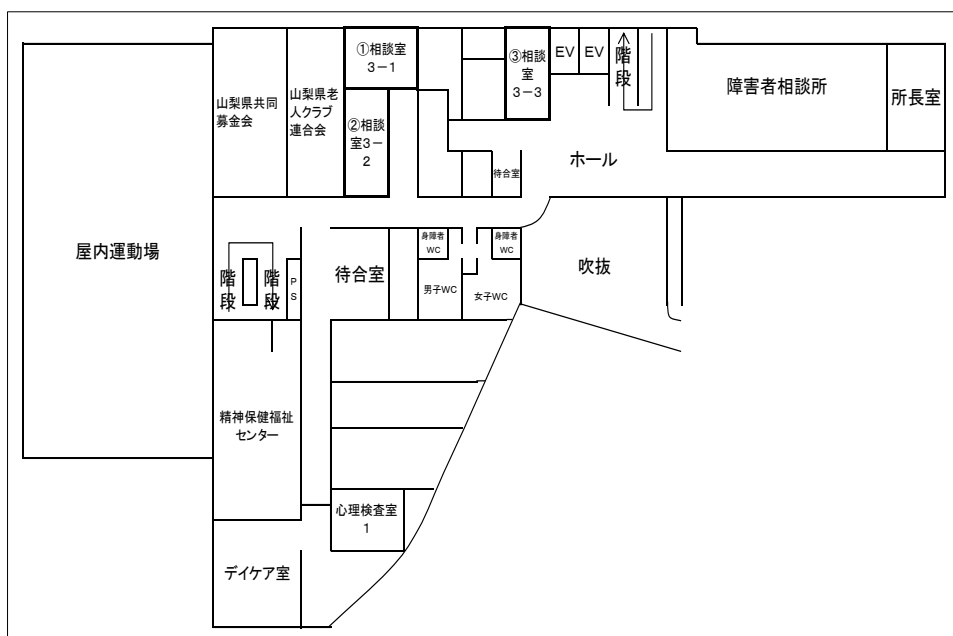 ①相談室
3－1
③相談
室
3－3
EV
EV
階
段
山梨県共同
募金会
山梨県老
人クラブ
連合会
②相談
室3－
2
障害者相談所
所長室
待合室
ホール
屋内運動場
階
段
階
段
P
S
待合室
身障者
WC
身障者
WC
男子WC
女子WC
吹抜
精神保健福祉
センター
心理検査室
1
デイケア室